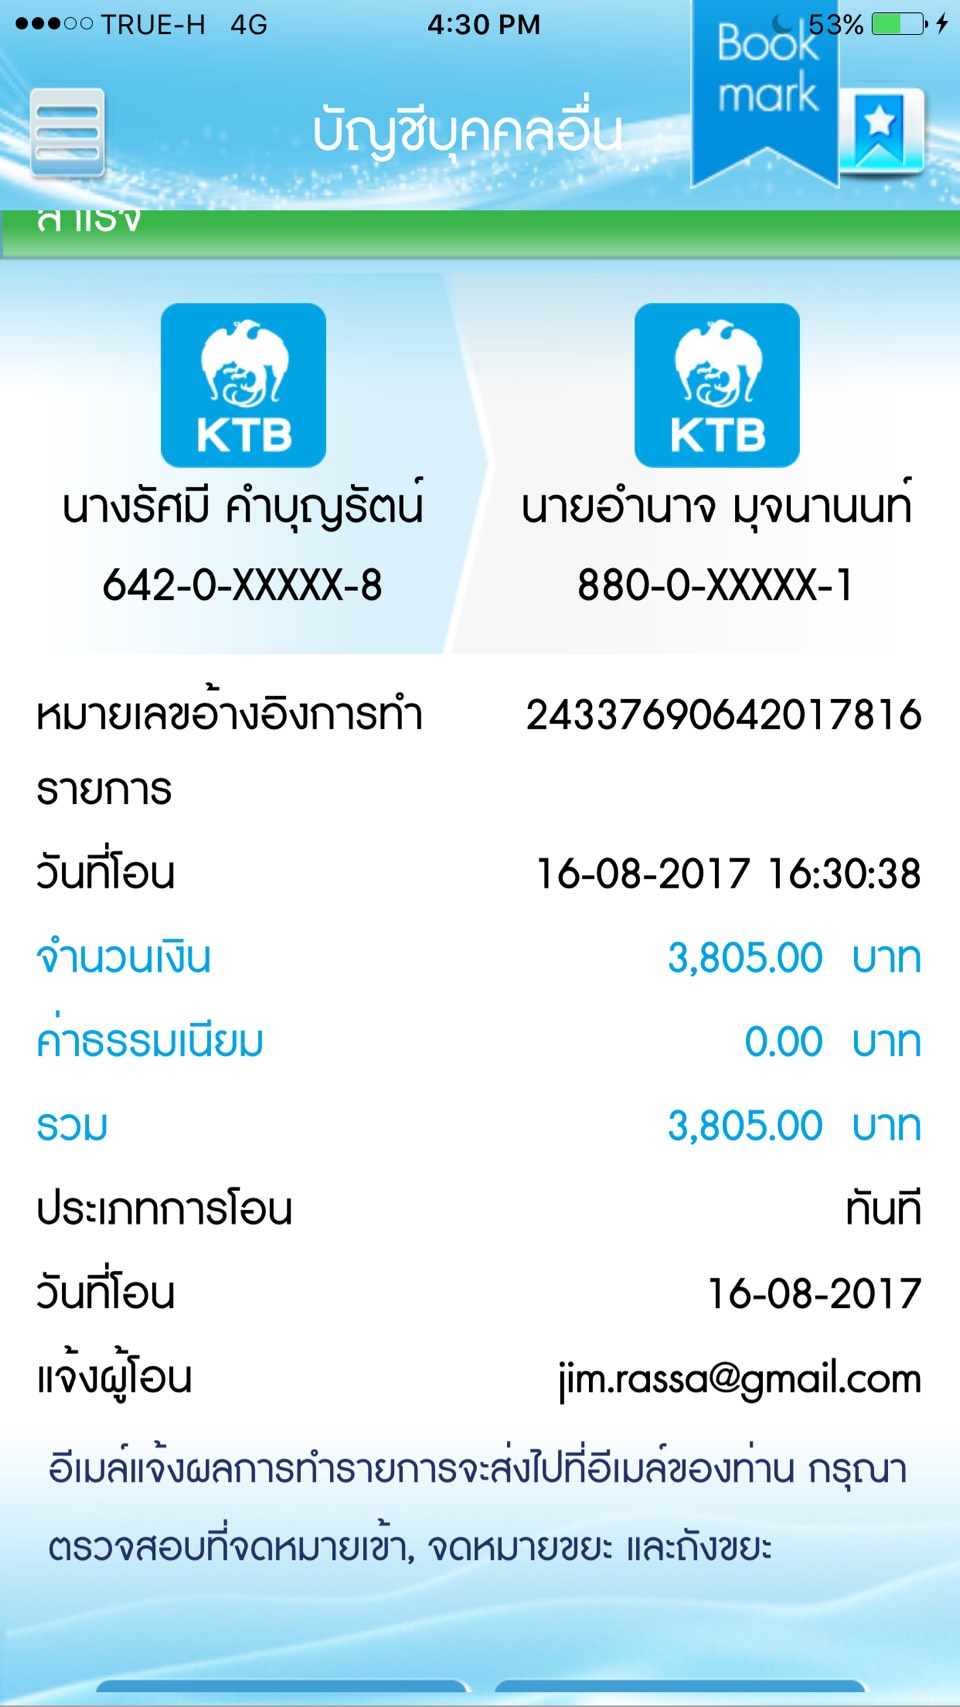 TRUE-H 4G 4:30 PM 53%
Book
mark
บัญชีบุคคลอื่น
สำเร็จ
KTB KTB
นางรัศมี คำบุญรัตน์ นายอำนาจ มุจนานนท์
642-0-XXXXX-8 880-0-XXXXX-1
หมายเลขอ้างอิงการทำ 24337690642017816
รายการ
วันที่โอน 16-08-2017 16:30:38
จำนวนเงิน 3,805.00 บาท
ค่าธรรมเนียม 0.00 บาท
รวม 3,805.00 บาท
ประเภทการโอน ทันที
วันที่โอน 16-08-2017
แจ้งผู้โอน jim.rassa@gmail.com
อีเมล์แจ้งผลการทำรายการจะส่งไปที่อีเมล์ของท่าน กรุณา
ตรวจสอบที่จดหมายเข้า, จดหมายขยะ และถังขยะ